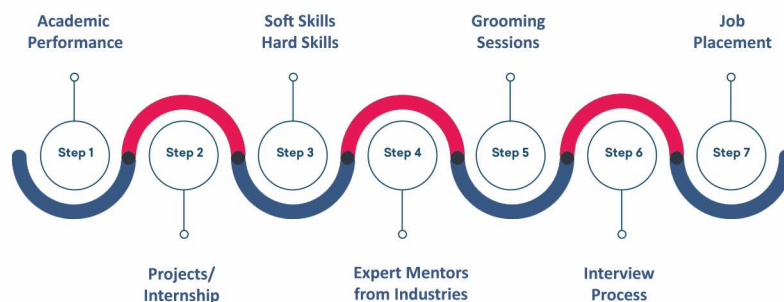 Academic
Performance
Soft Skills
Hard Skills
Grooming
Sessions
Job
Placement
Step 1
Step 2
Step 3
Step 4
Step 5
Step 6
Step 7
Projects/
Internship
Expert Mentors
from Industries
Interview
Process